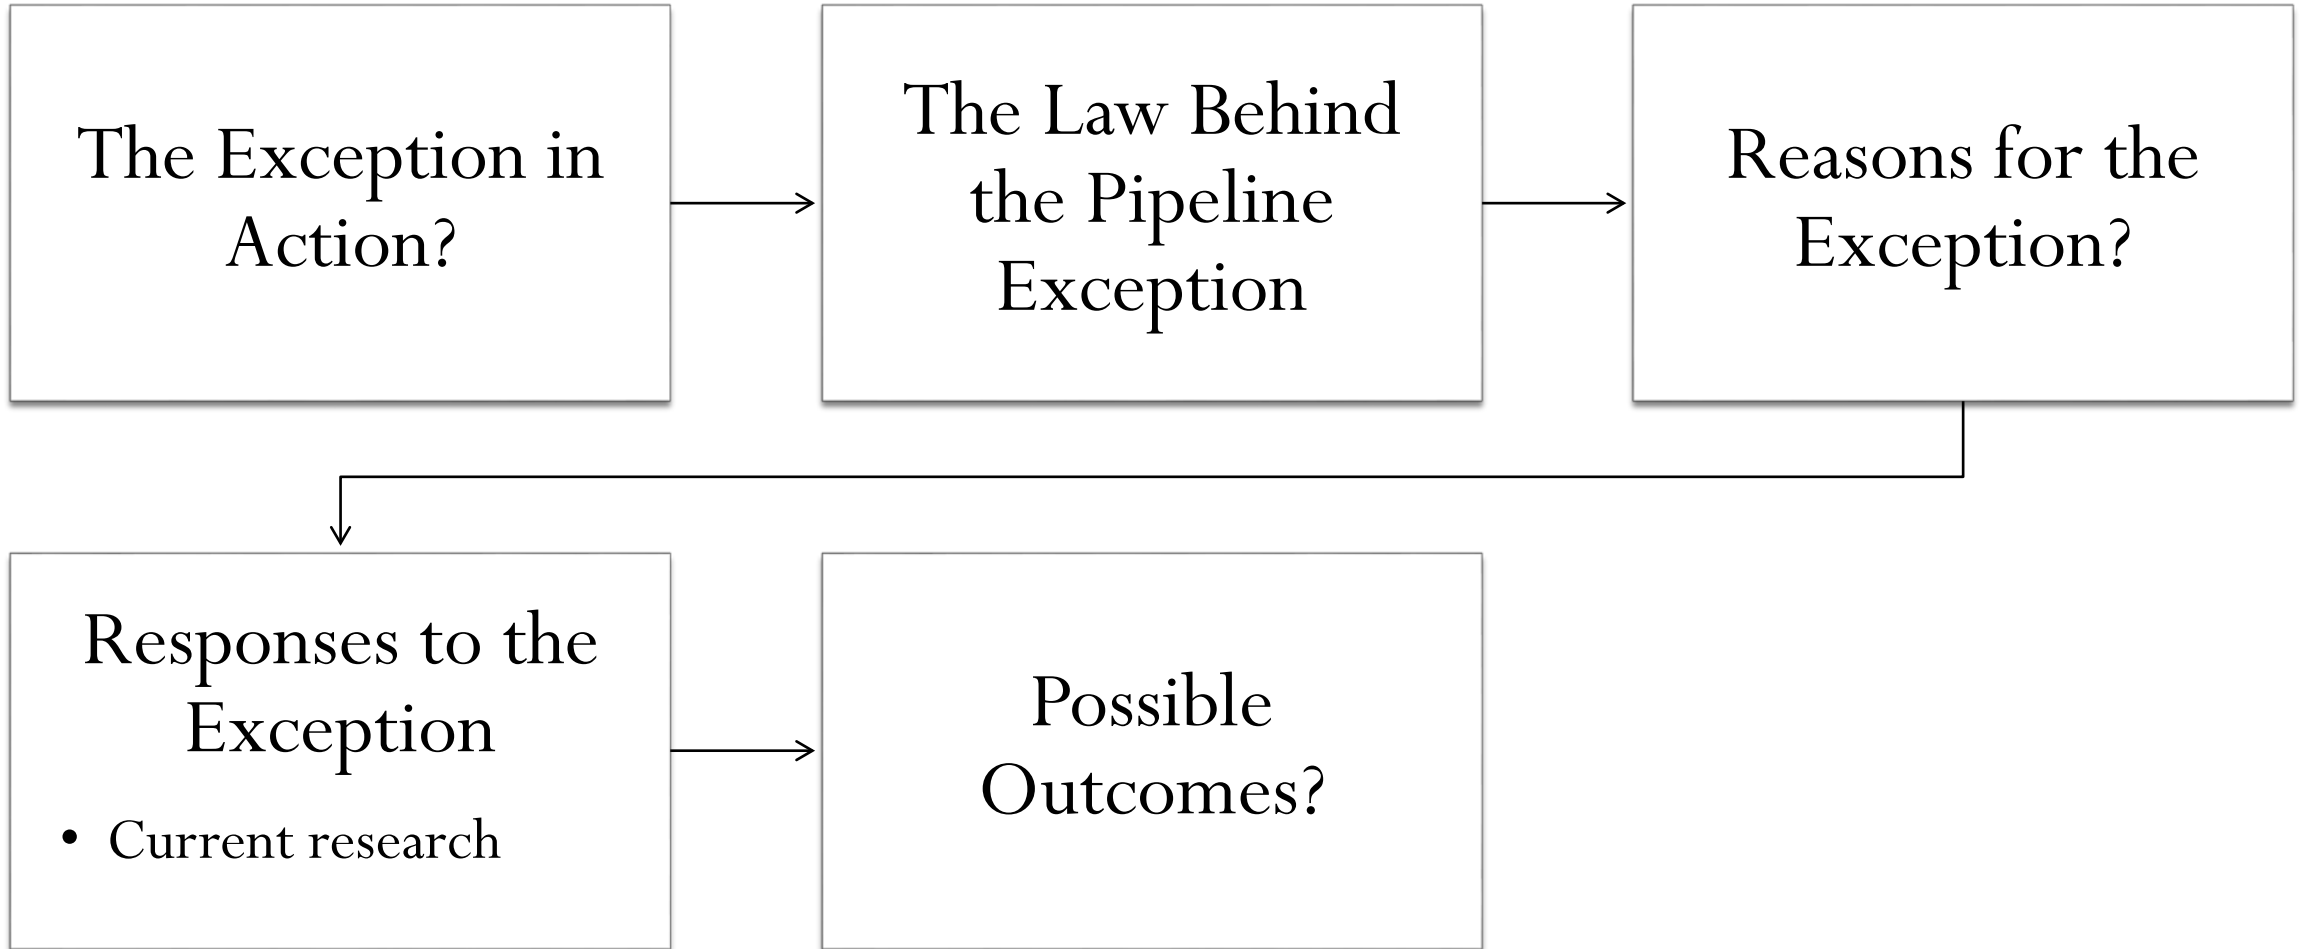 The Exception in
Action?
The Law Behind
the Pipeline
Exception
Reasons for the
Exception?
Responses to the
Exception
• Current research
Possible
Outcomes?